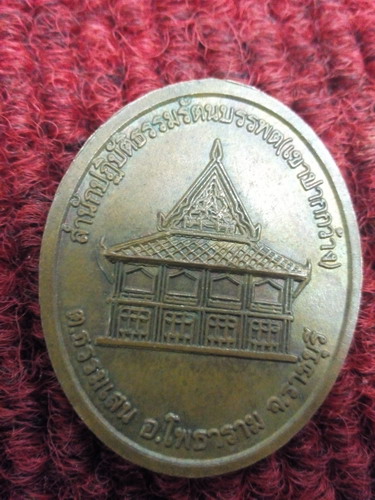 สำนักปฏิบัติธรรมรัตนบรรพต(เขาปากกว้าง)
ต.ธรรมเสน อ.โพธาราม จ.ราชบุรี